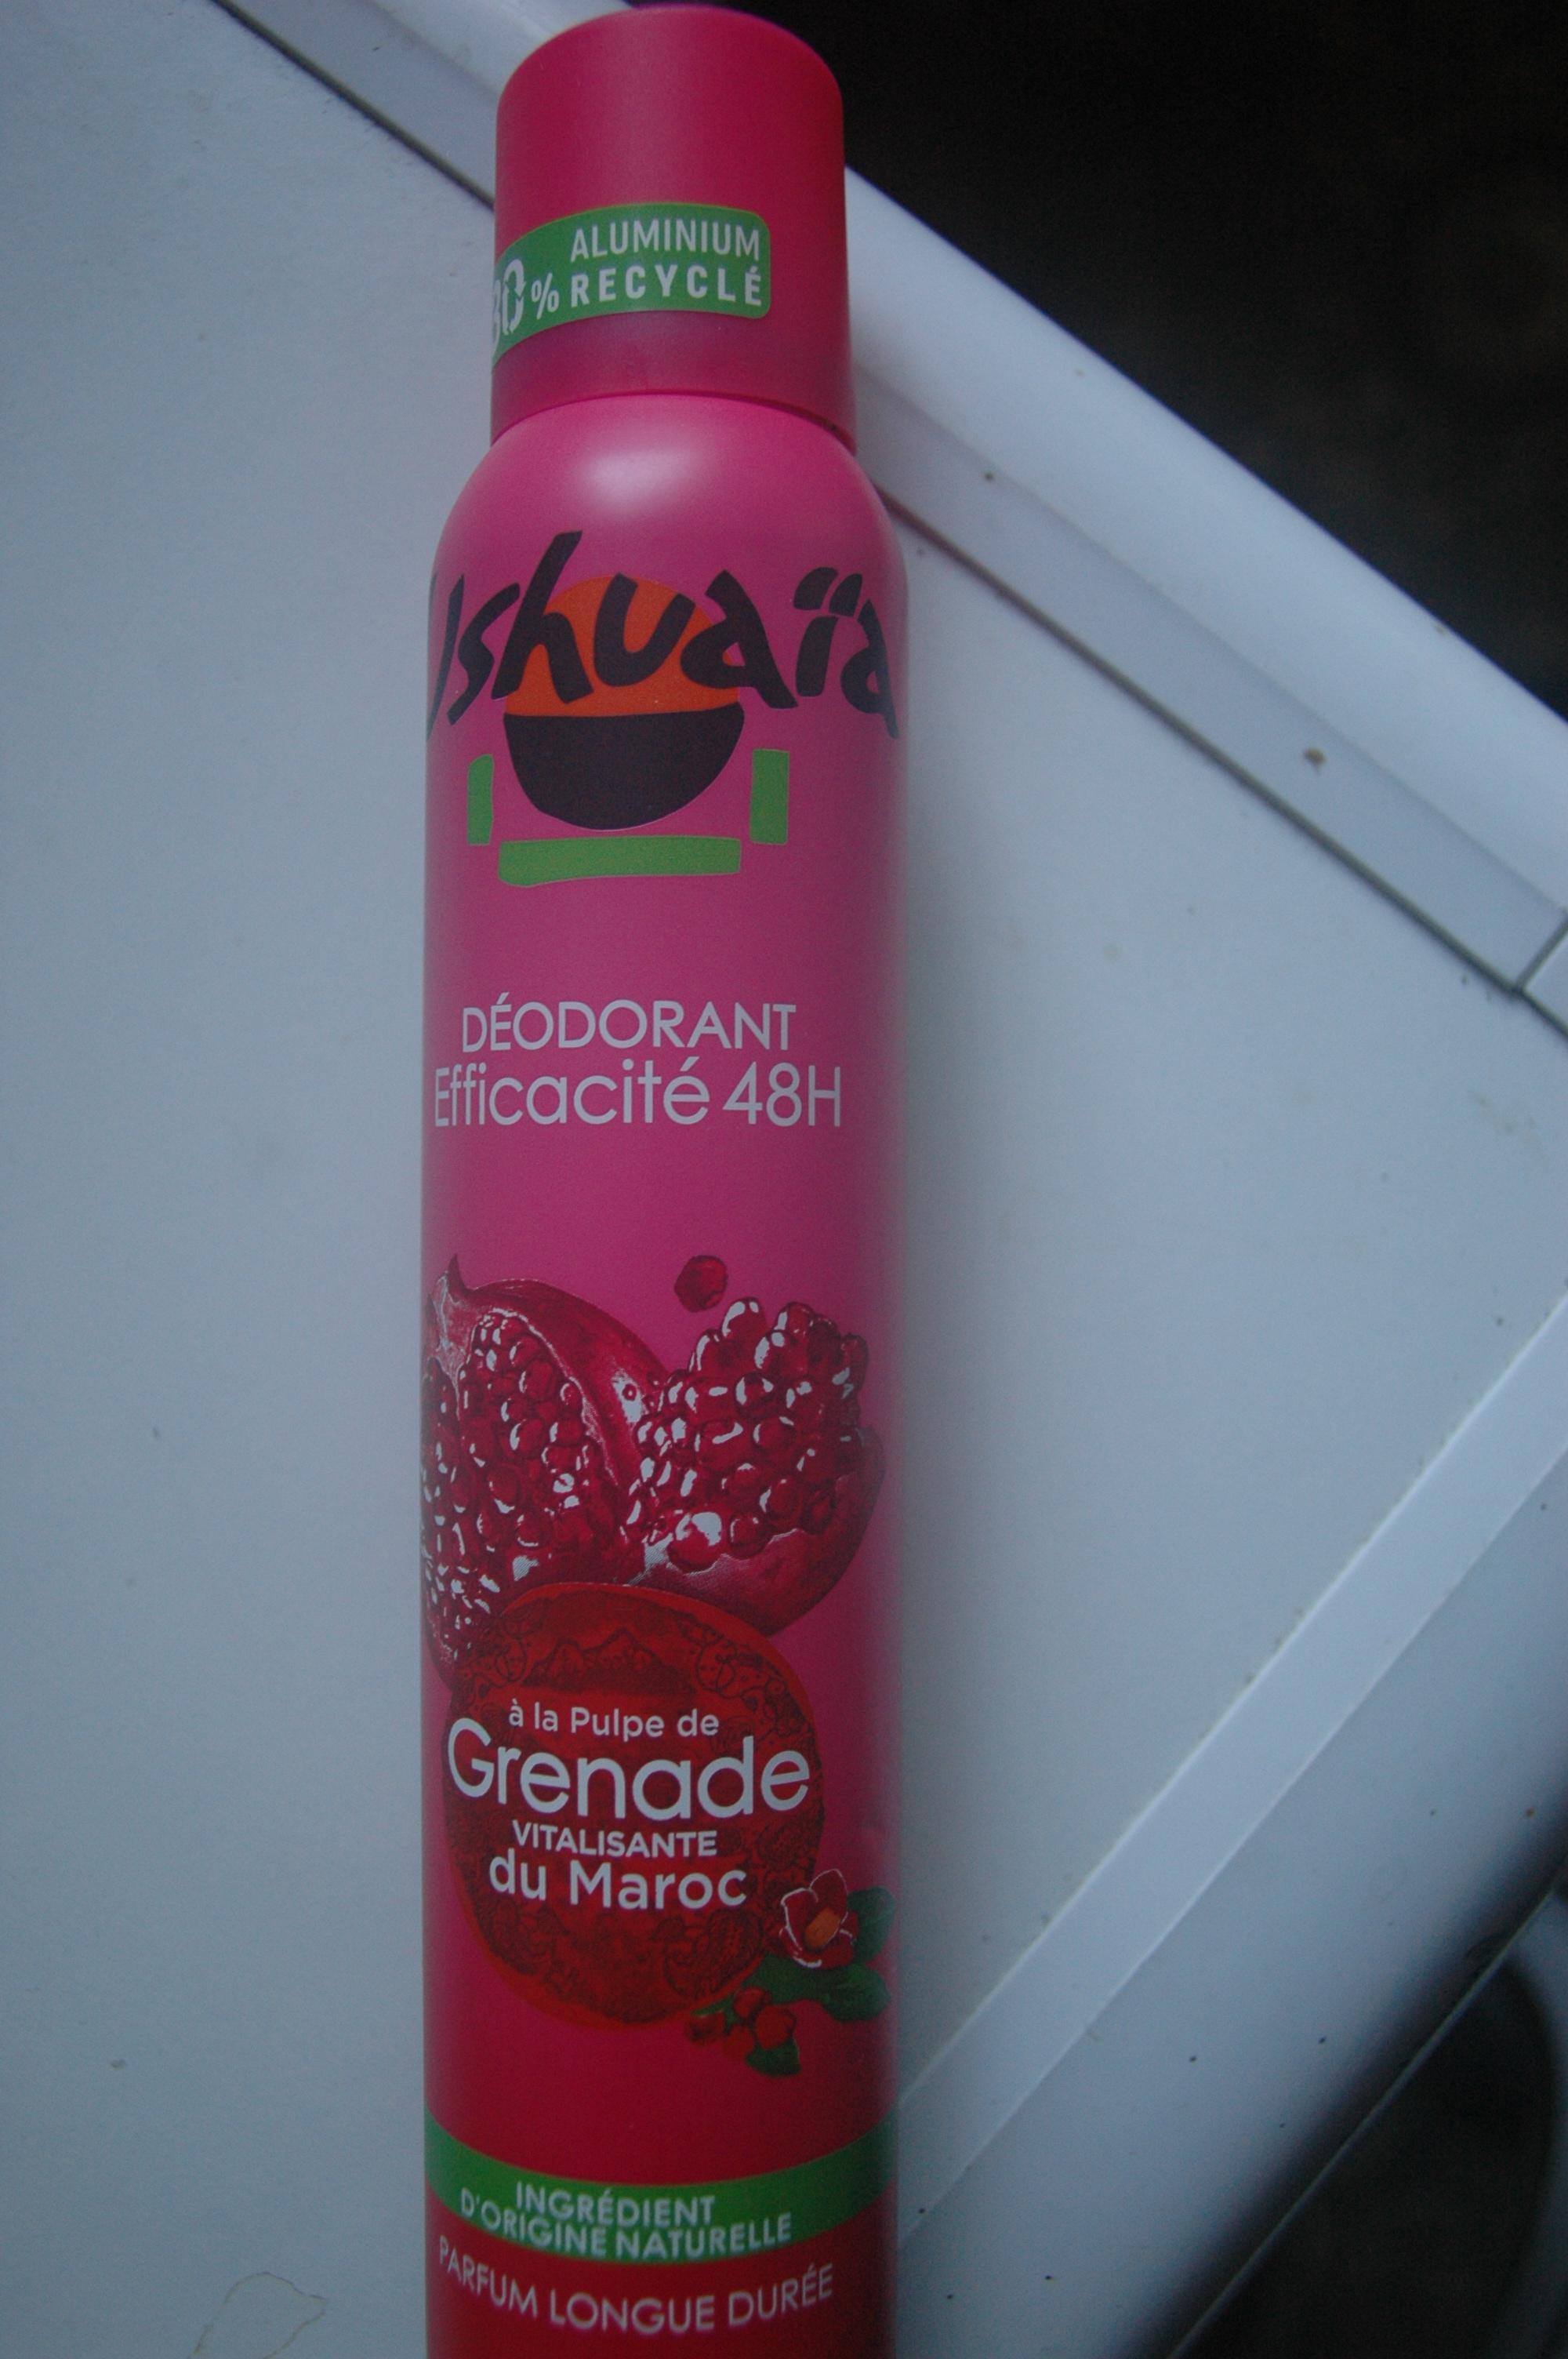 ALUMINIUM
% RECYCLÉ
Ushuaïa
DÉODORANT
Efficacité 48H
à la Pulpe de
Grenade
VITALISANTE
du Maroc
INGRÉDIENT
D'ORIGINE NATURELLE
PARFUM LONGUE DURÉE